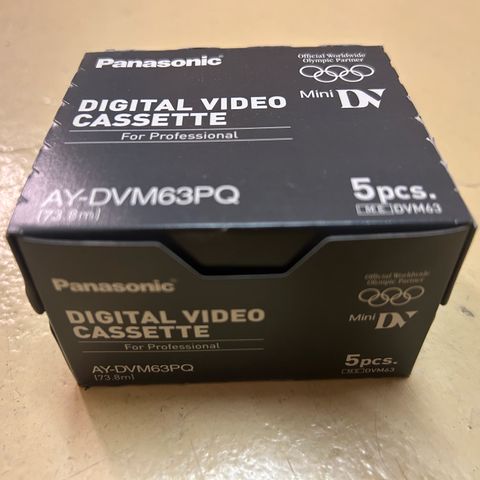 Panasonic
Official Worldwide
Olympic Partner
Mini DV
DIGITAL VIDEO
CASSETTE
For Professional
AY-DVM63PQ
[73.8m]
5pcs.
DVM63
Panasonic
Official Worldwide
Olympic Partner
Mini DV
DIGITAL VIDEO
CASSETTE
For Professional
AY-DVM63PQ
[73.8m]
5pcs.
DVM63